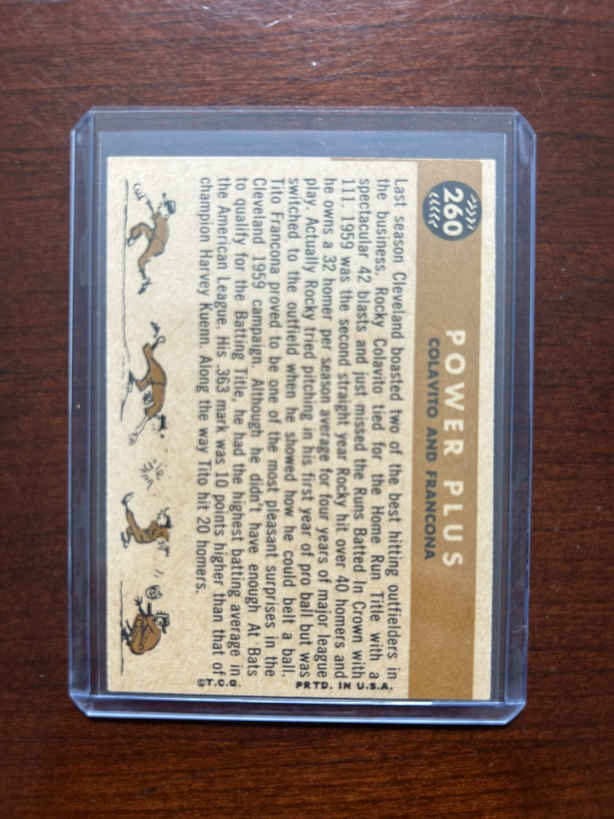 260
POWER PLUS
COLAVITO AND FRANCONA
Last season Cleveland boasted two of the best hitting outfielders in
the business. Rocky Colavito tied for the Home Run Title with a
spectacular 42 blasts and just missed the Runs Batted In Crown with
111. 1959 was the second straight year Rocky hit over 40 homers and
he owns a 32 homer per season average for four years of major league
play. Actually Rocky tried pitching in his first year of pro ball but was
switched to the outfield when he showed how he could belt a ball.
Tito Francona proved to be one of the most pleasant surprises in the
Cleveland 1959 campaign. Although he didn't have enough At Bats
to qualify for the Batting Title, he had the highest batting average in
the American League. His .363 mark was 10 points higher than that of
champion Harvey Kuenn. Along the way Tito hit 20 homers.
©T.C.G. PRTD. IN U.S.A.